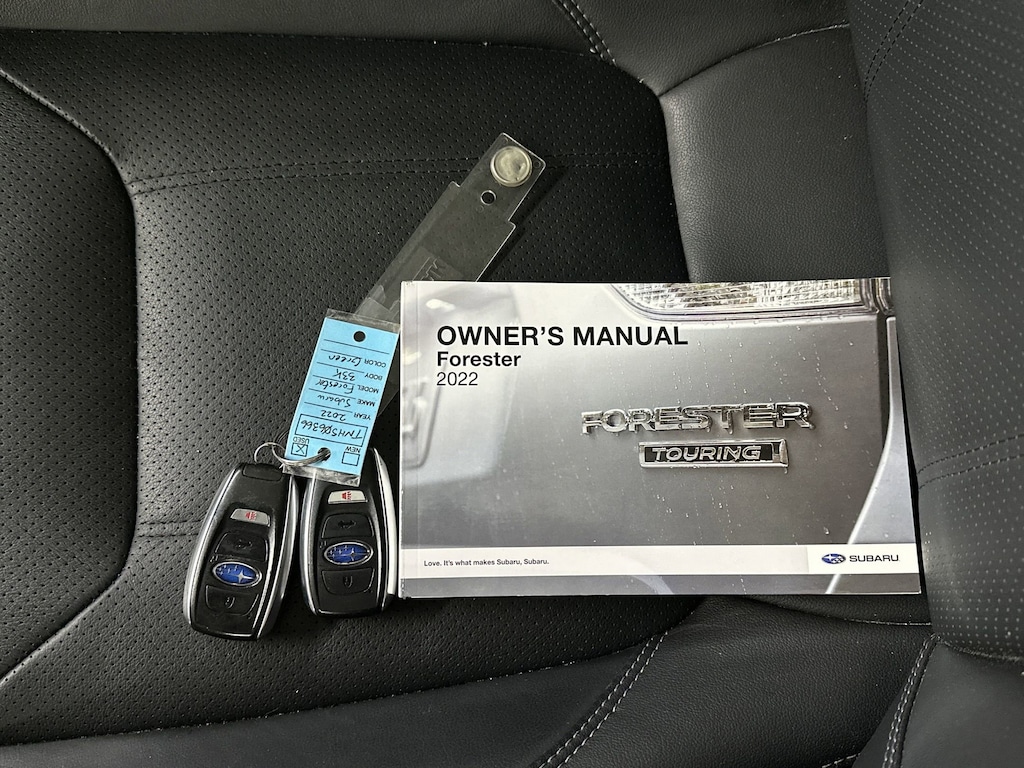 OWNER'S MANUAL
Forester
2022
FORESTER
TOURING
Love. It's what makes Subaru, Subaru.
SUBARU
NEW
USED
YEAR 2022
MAKE Subaru
MODEL Forester
BODY 33K
COLOR Green